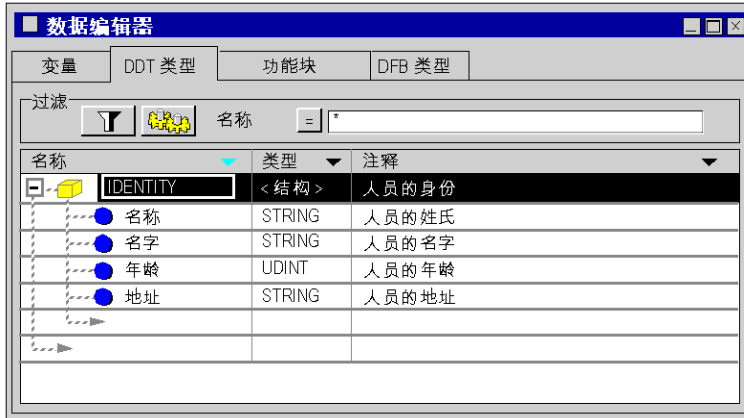 数据编辑器
变量 DDT 类型 功能块 DFB 类型
过滤
名称 = *
名称 类型 注释
IDENTITY <结构> 人员的身份
名称 STRING 人员的姓氏
名字 STRING 人员的名字
年龄 UDINT 人员的年龄
地址 STRING 人员的地址